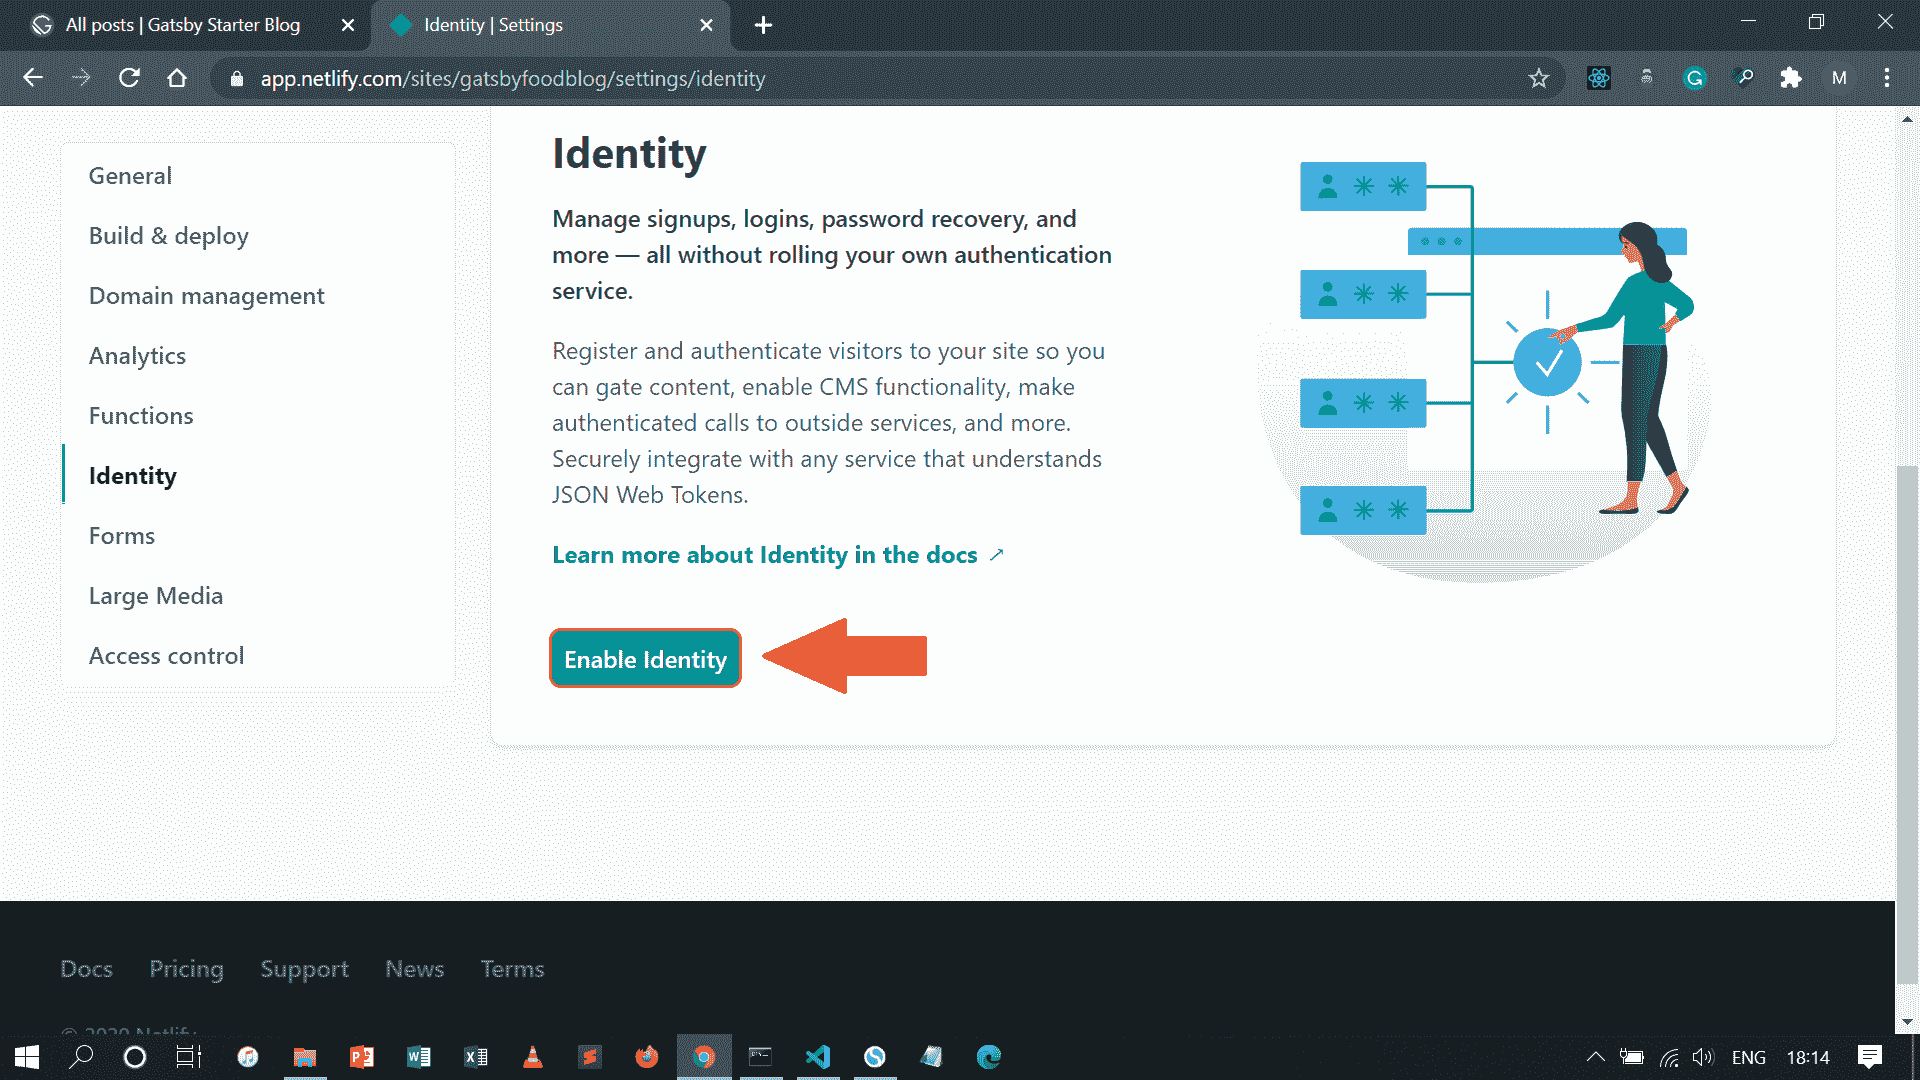 All posts | Gatsby Starter Blog
Identity | Settings
app.netlify.com/sites/gatsbyfoodblog/settings/identity
M
General
Build & deploy
Domain management
Analytics
Functions
Identity
Forms
Large Media
Access control
Identity
Manage signups, logins, password recovery, and
more — all without rolling your own authentication
service.
Register and authenticate visitors to your site so you
can gate content, enable CMS functionality, make
authenticated calls to outside services, and more.
Securely integrate with any service that understands
JSON Web Tokens.
Learn more about Identity in the docs ↗
Enable Identity
Docs Pricing Support News Terms
© 2020 Netlify
ENG 18:14